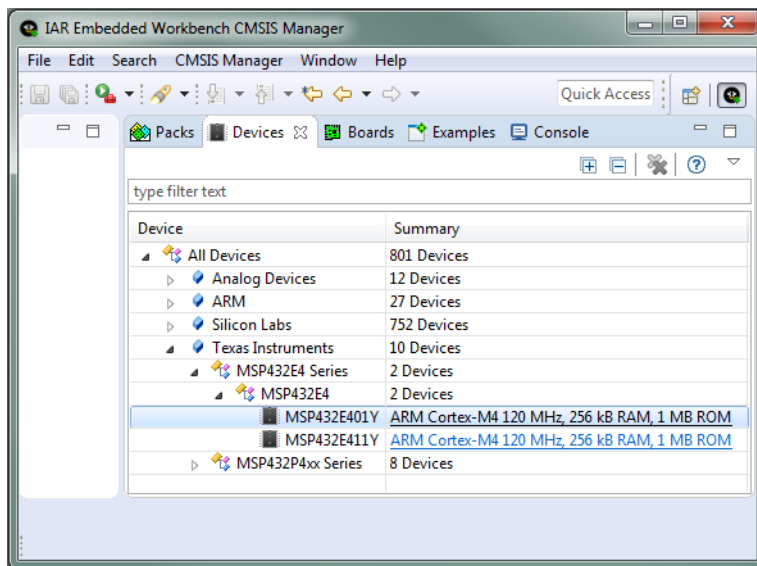 IAR Embedded Workbench CMSIS Manager
File Edit Search CMSIS Manager Window Help
Quick Access
Packs Devices Boards Examples Console
type filter text
Device Summary
All Devices 801 Devices
Analog Devices 12 Devices
ARM 27 Devices
Silicon Labs 752 Devices
Texas Instruments 10 Devices
MSP432E4 Series 2 Devices
MSP432E4 2 Devices
MSP432E401Y ARM Cortex-M4 120 MHz, 256 kB RAM, 1 MB ROM
MSP432E411Y ARM Cortex-M4 120 MHz, 256 kB RAM, 1 MB ROM
MSP432P4xx Series 8 Devices